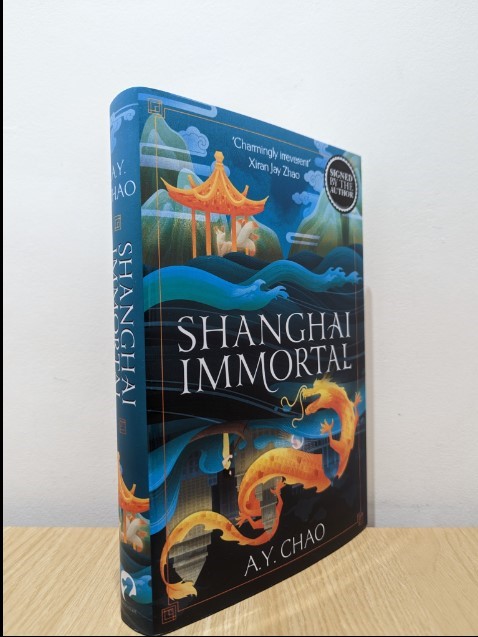 'Charmingly irreverent'
Xiran Jay Zhao
SIGNED
BY THE
AUTHOR
SHANGHAI
IMMORTAL
A.Y. CHAO
A.Y.
CHAO
SHANGHAI
IMMORTAL